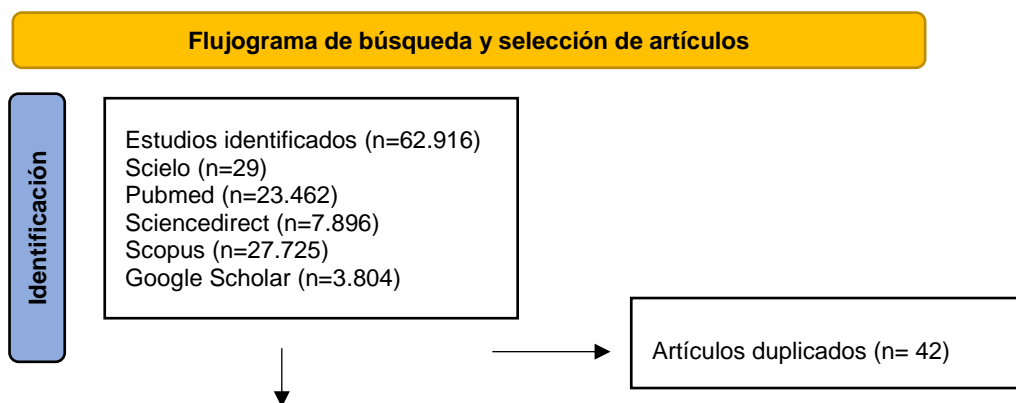 Flujograma de búsqueda y selección de artículos
Identificación
Estudios identificados (n=62.916)
Scielo (n=29)
Pubmed (n=23.462)
Sciencedirect (n=7.896)
Scopus (n=27.725)
Google Scholar (n=3.804)
Artículos duplicados (n= 42)